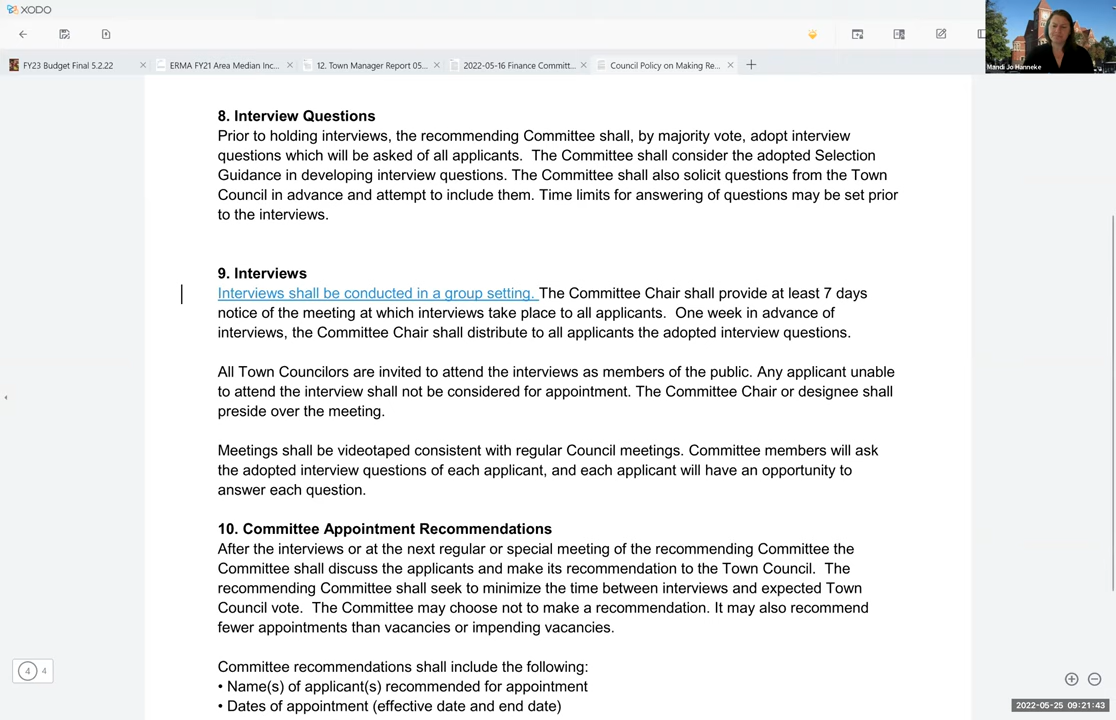 XODO
FY23 Budget Final 5.2.22
ERMA FY21 Area Median Inc...
12. Town Manager Report 05...
2022-05-16 Finance Committ...
Council Policy on Making Re...
Mandi Jo Hanneke
8. Interview Questions
Prior to holding interviews, the recommending Committee shall, by majority vote, adopt interview
questions which will be asked of all applicants.  The Committee shall consider the adopted Selection
Guidance in developing interview questions. The Committee shall also solicit questions from the Town
Council in advance and attempt to include them. Time limits for answering of questions may be set prior
to the interviews.
9. Interviews
Interviews shall be conducted in a group setting. The Committee Chair shall provide at least 7 days
notice of the meeting at which interviews take place to all applicants.  One week in advance of
interviews, the Committee Chair shall distribute to all applicants the adopted interview questions.
All Town Councilors are invited to attend the interviews as members of the public. Any applicant unable
to attend the interview shall not be considered for appointment. The Committee Chair or designee shall
preside over the meeting.
Meetings shall be videotaped consistent with regular Council meetings. Committee members will ask
the adopted interview questions of each applicant, and each applicant will have an opportunity to
answer each question.
10. Committee Appointment Recommendations
After the interviews or at the next regular or special meeting of the recommending Committee the
Committee shall discuss the applicants and make its recommendation to the Town Council.  The
recommending Committee shall seek to minimize the time between interviews and expected Town
Council vote.  The Committee may choose not to make a recommendation. It may also recommend
fewer appointments than vacancies or impending vacancies.
Committee recommendations shall include the following:
• Name(s) of applicant(s) recommended for appointment
• Dates of appointment (effective date and end date)
4 4
2022-05-25 09:21:43